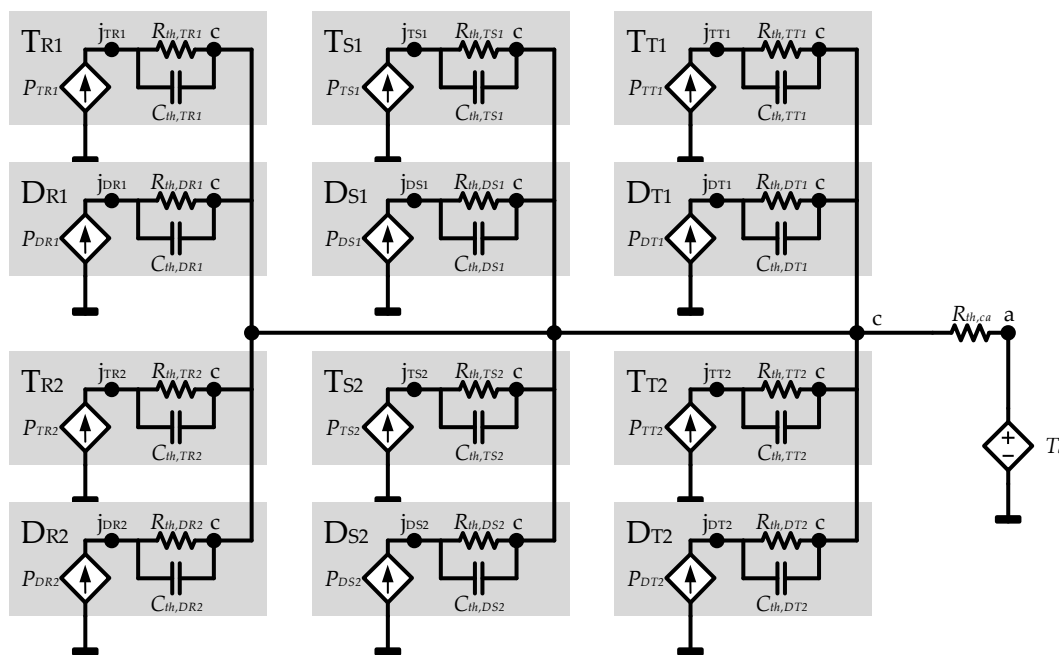 TR1 jTR1 Rth,TR1 c
PTR1
Cth,TR1
TS1 jTS1 Rth,TS1 c
PTS1
Cth,TS1
TT1 jTT1 Rth,TT1 c
PTT1
Cth,TT1
DR1 jDR1 Rth,DR1 c
PDR1
Cth,DR1
DS1 jDS1 Rth,DS1 c
PDS1
Cth,DS1
DT1 jDT1 Rth,DT1 c
PDT1
Cth,DT1
c Rth,ca a
TR2 jTR2 Rth,TR2 c
PTR2
Cth,TR2
TS2 jTS2 Rth,TS2 c
PTS2
Cth,TS2
TT2 jTT2 Rth,TT2 c
PTT2
Cth,TT2
+
−
DR2 jDR2 Rth,DR2 c
PDR2
Cth,DR2
DS2 jDS2 Rth,DS2 c
PDS2
Cth,DS2
DT2 jDT2 Rth,DT2 c
PDT2
Cth,DT2